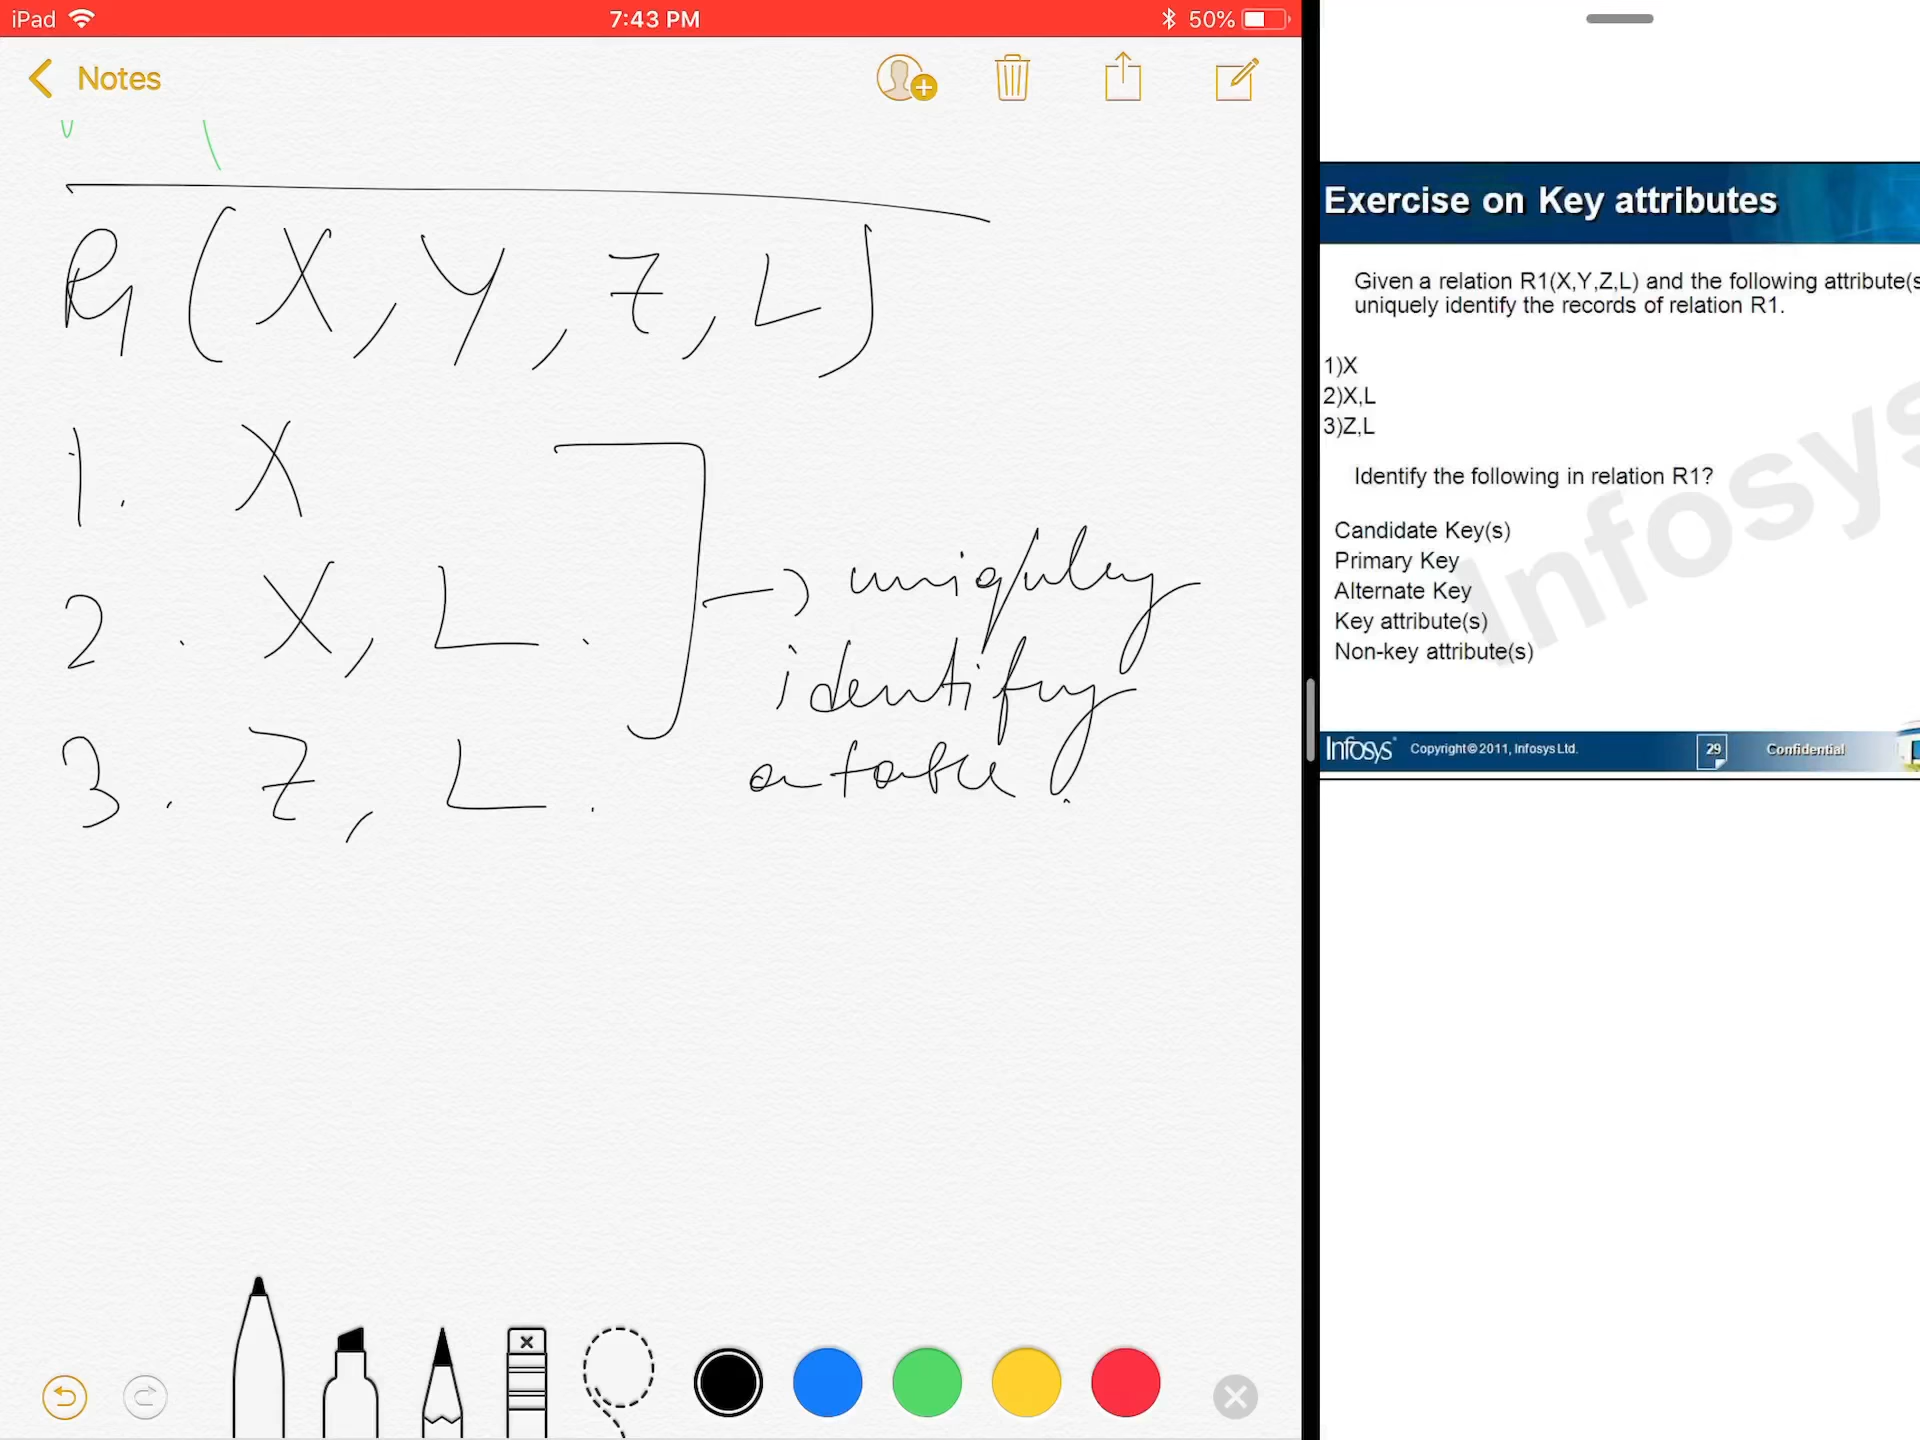 iPad 7:43 PM 50%
Notes
R1 (X, Y, Z, L)
1. X
2. X, L.
3. Z, L.
→ uniquley
identify
a table.
Exercise on Key attributes
Given a relation R1(X,Y,Z,L) and the following attribute(s
uniquely identify the records of relation R1.
1)X
2)X,L
3)Z,L
Identify the following in relation R1?
Candidate Key(s)
Primary Key
Alternate Key
Key attribute(s)
Non-key attribute(s)
Infosys
Infosys Copyright©2011, Infosys Ltd. 29 Confidential